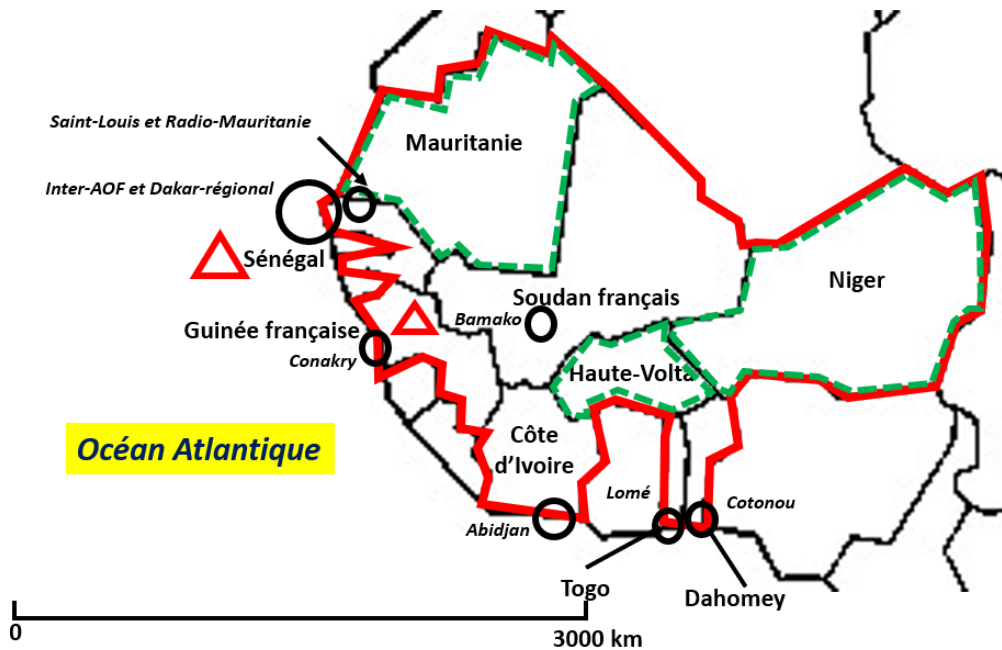 Saint-Louis et Radio-Mauritanie
Mauritanie
Inter-AOF et Dakar-régional
Sénégal
Niger
Soudan français
Bamako
Guinée française
Conakry
Haute-Volta
Océan Atlantique
Côte
d'Ivoire
Lomé
Cotonou
Abidjan
Togo
Dahomey
0
3000 km